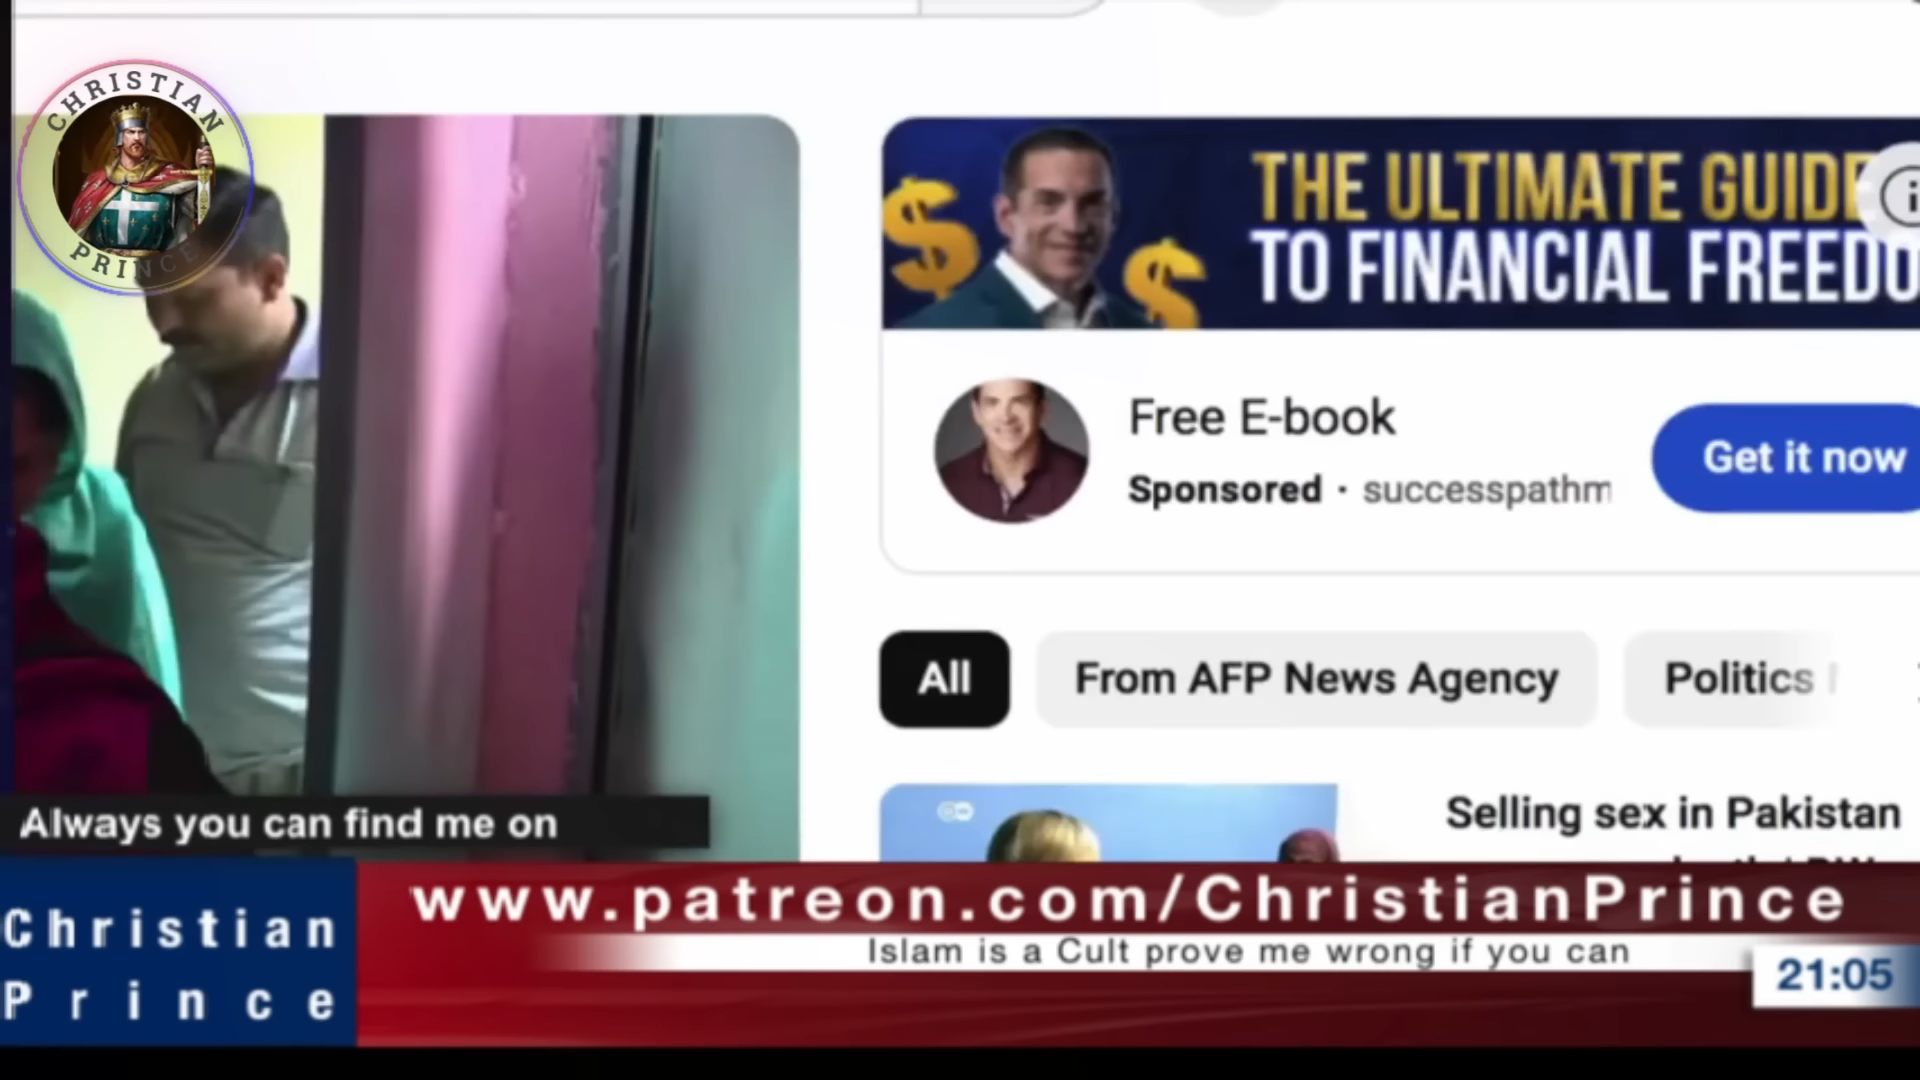 CHRISTIAN
PRINCE
THE ULTIMATE GUIDE
TO FINANCIAL FREEDO
Free E-book
Get it now
Sponsored · successpathm
All
From AFP News Agency
Politics
Selling sex in Pakistan
Always you can find me on
www.patreon.com/ChristianPrince
Islam is a Cult prove me wrong if you can
Christian
Prince
21:05